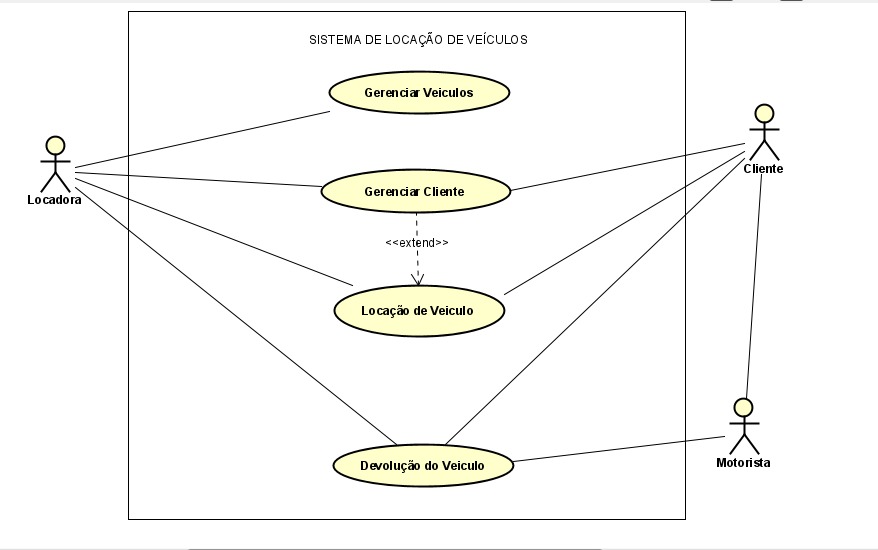 SISTEMA DE LOCAÇÃO DE VEÍCULOS
Gerenciar Veiculos
Cliente
Gerenciar Cliente
Locadora
<<extend>>
Locação de Veiculo
Devolução do Veiculo
Motorista